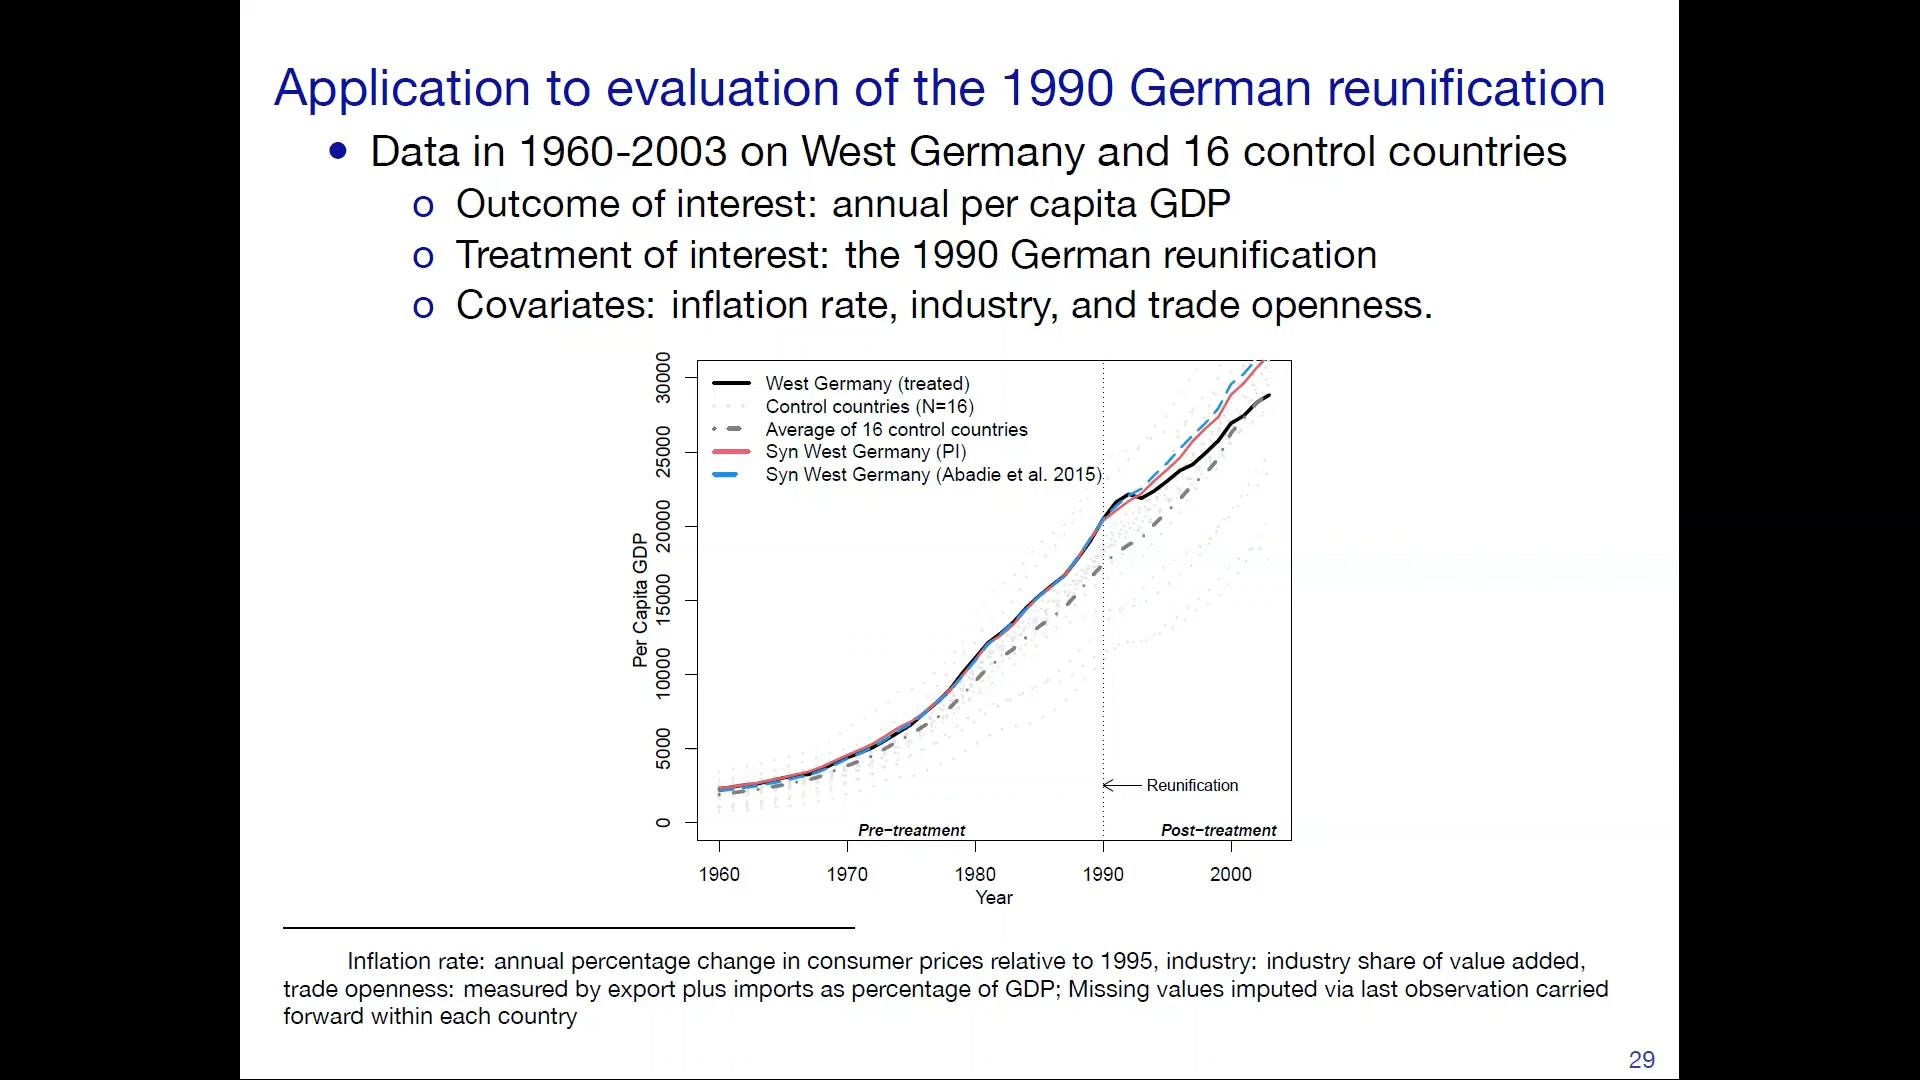 Application to evaluation of the 1990 German reunification
• Data in 1960-2003 on West Germany and 16 control countries
o Outcome of interest: annual per capita GDP
o Treatment of interest: the 1990 German reunification
o Covariates: inflation rate, industry, and trade openness.
West Germany (treated)
Control countries (N=16)
Average of 16 control countries
Syn West Germany (PI)
Syn West Germany (Abadie et al. 2015)
Per Capita GDP
30000
25000
20000
15000
10000
5000
0
Reunification
Pre−treatment
Post−treatment
1960
1970
1980
1990
2000
Year
Inflation rate: annual percentage change in consumer prices relative to 1995, industry: industry share of value added,
trade openness: measured by export plus imports as percentage of GDP; Missing values imputed via last observation carried
forward within each country
29